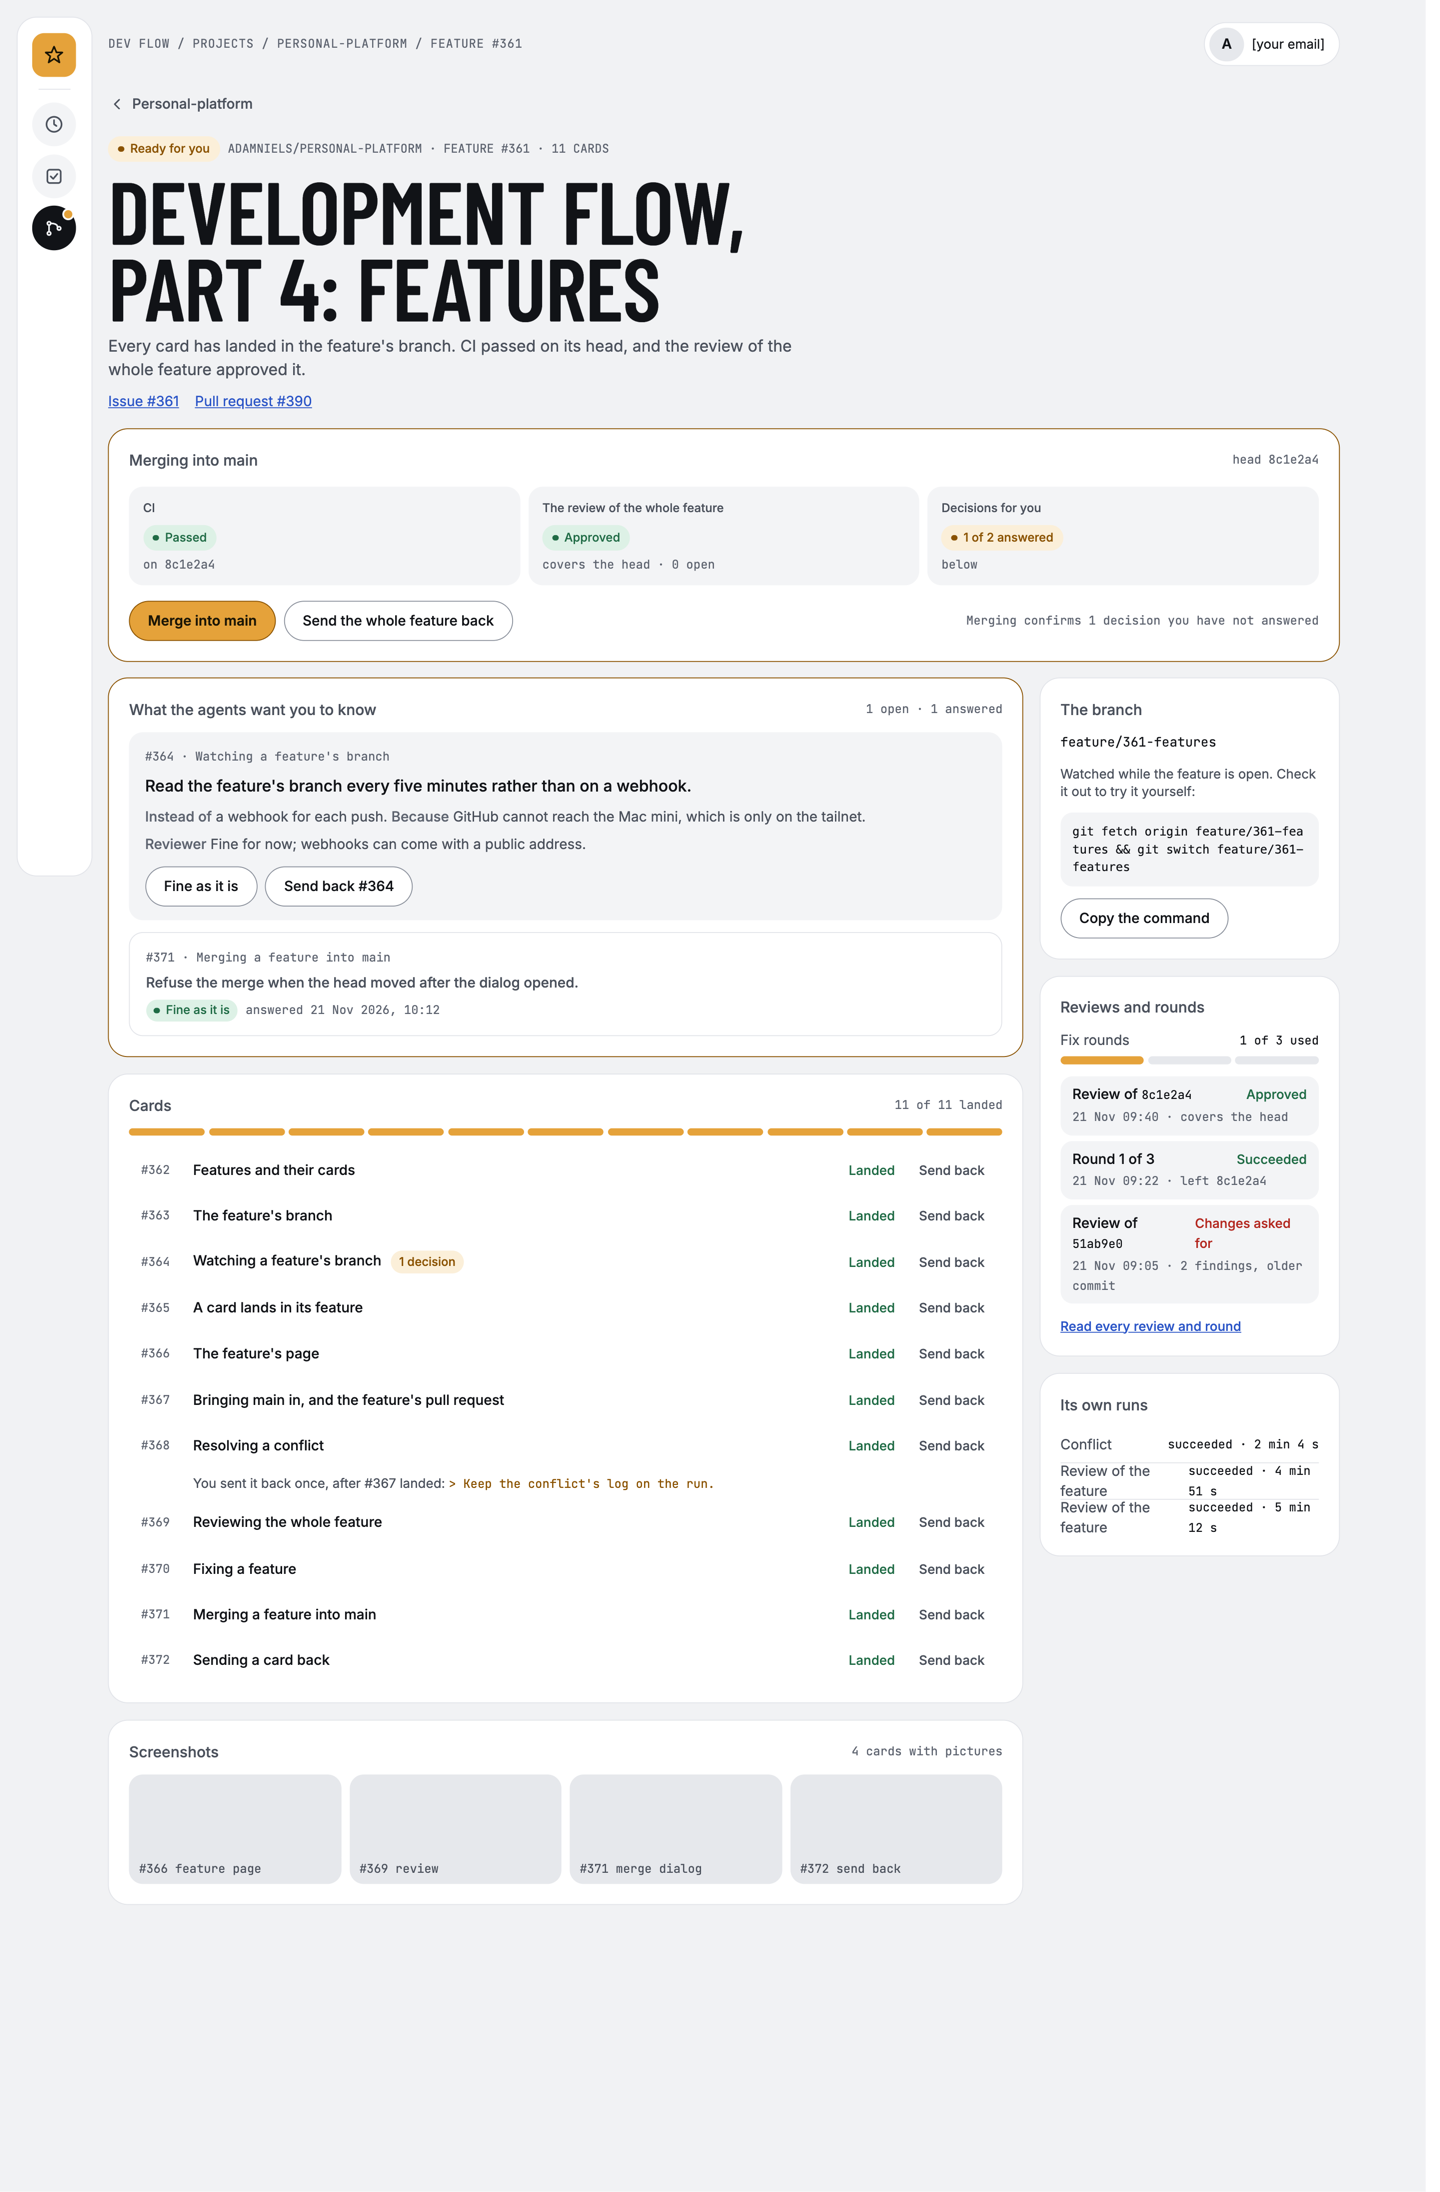 DEV FLOW / PROJECTS / PERSONAL-PLATFORM / FEATURE #361
A
[your email]
Personal-platform
Ready for you
ADAMNIELS/PERSONAL-PLATFORM · FEATURE #361 · 11 CARDS
DEVELOPMENT FLOW,
PART 4: FEATURES
Every card has landed in the feature's branch. CI passed on its head, and the review of the
whole feature approved it.
Issue #361
Pull request #390
Merging into main
head 8c1e2a4
CI
Passed
on 8c1e2a4
The review of the whole feature
Approved
covers the head · 0 open
Decisions for you
1 of 2 answered
below
Merge into main
Send the whole feature back
Merging confirms 1 decision you have not answered
What the agents want you to know
1 open · 1 answered
#364 · Watching a feature's branch
Read the feature's branch every five minutes rather than on a webhook.
Instead of a webhook for each push. Because GitHub cannot reach the Mac mini, which is only on the tailnet.
Reviewer Fine for now; webhooks can come with a public address.
Fine as it is
Send back #364
#371 · Merging a feature into main
Refuse the merge when the head moved after the dialog opened.
Fine as it is
answered 21 Nov 2026, 10:12
Cards
11 of 11 landed
#362 Features and their cards Landed Send back
#363 The feature's branch Landed Send back
#364 Watching a feature's branch 1 decision Landed Send back
#365 A card lands in its feature Landed Send back
#366 The feature's page Landed Send back
#367 Bringing main in, and the feature's pull request Landed Send back
#368 Resolving a conflict Landed Send back
You sent it back once, after #367 landed: > Keep the conflict's log on the run.
#369 Reviewing the whole feature Landed Send back
#370 Fixing a feature Landed Send back
#371 Merging a feature into main Landed Send back
#372 Sending a card back Landed Send back
Screenshots
4 cards with pictures
#366 feature page
#369 review
#371 merge dialog
#372 send back
The branch
feature/361-features
Watched while the feature is open. Check
it out to try it yourself:
git fetch origin feature/361-fea
tures && git switch feature/361-
features
Copy the command
Reviews and rounds
Fix rounds
1 of 3 used
Review of 8c1e2a4
Approved
21 Nov 09:40 · covers the head
Round 1 of 3
Succeeded
21 Nov 09:22 · left 8c1e2a4
Review of
51ab9e0
Changes asked
for
21 Nov 09:05 · 2 findings, older
commit
Read every review and round
Its own runs
Conflict
succeeded · 2 min 4 s
Review of the
feature
succeeded · 4 min
51 s
Review of the
feature
succeeded · 5 min
12 s